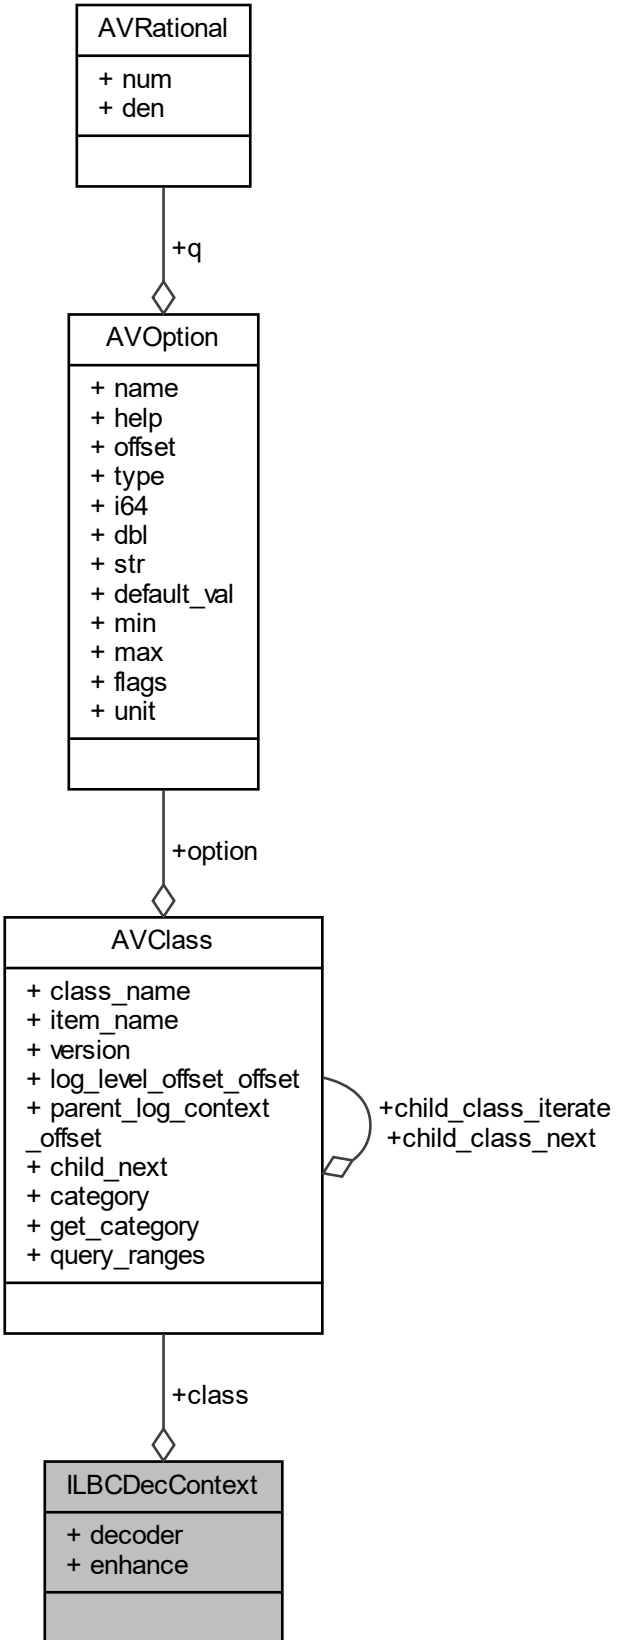 AVRational
+ num
+ den
+q
AVOption
+ name
+ help
+ offset
+ type
+ i64
+ dbl
+ str
+ default_val
+ min
+ max
+ flags
+ unit
+option
AVClass
+ class_name
+ item_name
+ version
+ log_level_offset_offset
+ parent_log_context
_offset
+ child_next
+ category
+ get_category
+ query_ranges
+child_class_iterate
+child_class_next
+class
ILBCDecContext
+ decoder
+ enhance